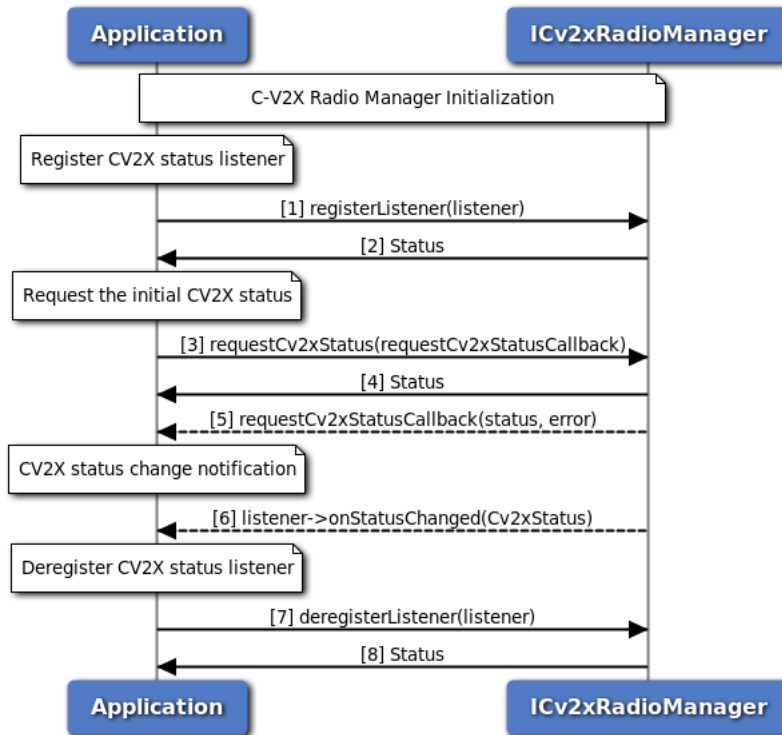 Application
ICv2xRadioManager
C-V2X Radio Manager Initialization
Register CV2X status listener
[1] registerListener(listener)
[2] Status
Request the initial CV2X status
[3] requestCv2xStatus(requestCv2xStatusCallback)
[4] Status
[5] requestCv2xStatusCallback(status, error)
CV2X status change notification
[6] listener->onStatusChanged(Cv2xStatus)
Deregister CV2X status listener
[7] deregisterListener(listener)
[8] Status
Application
ICv2xRadioManager